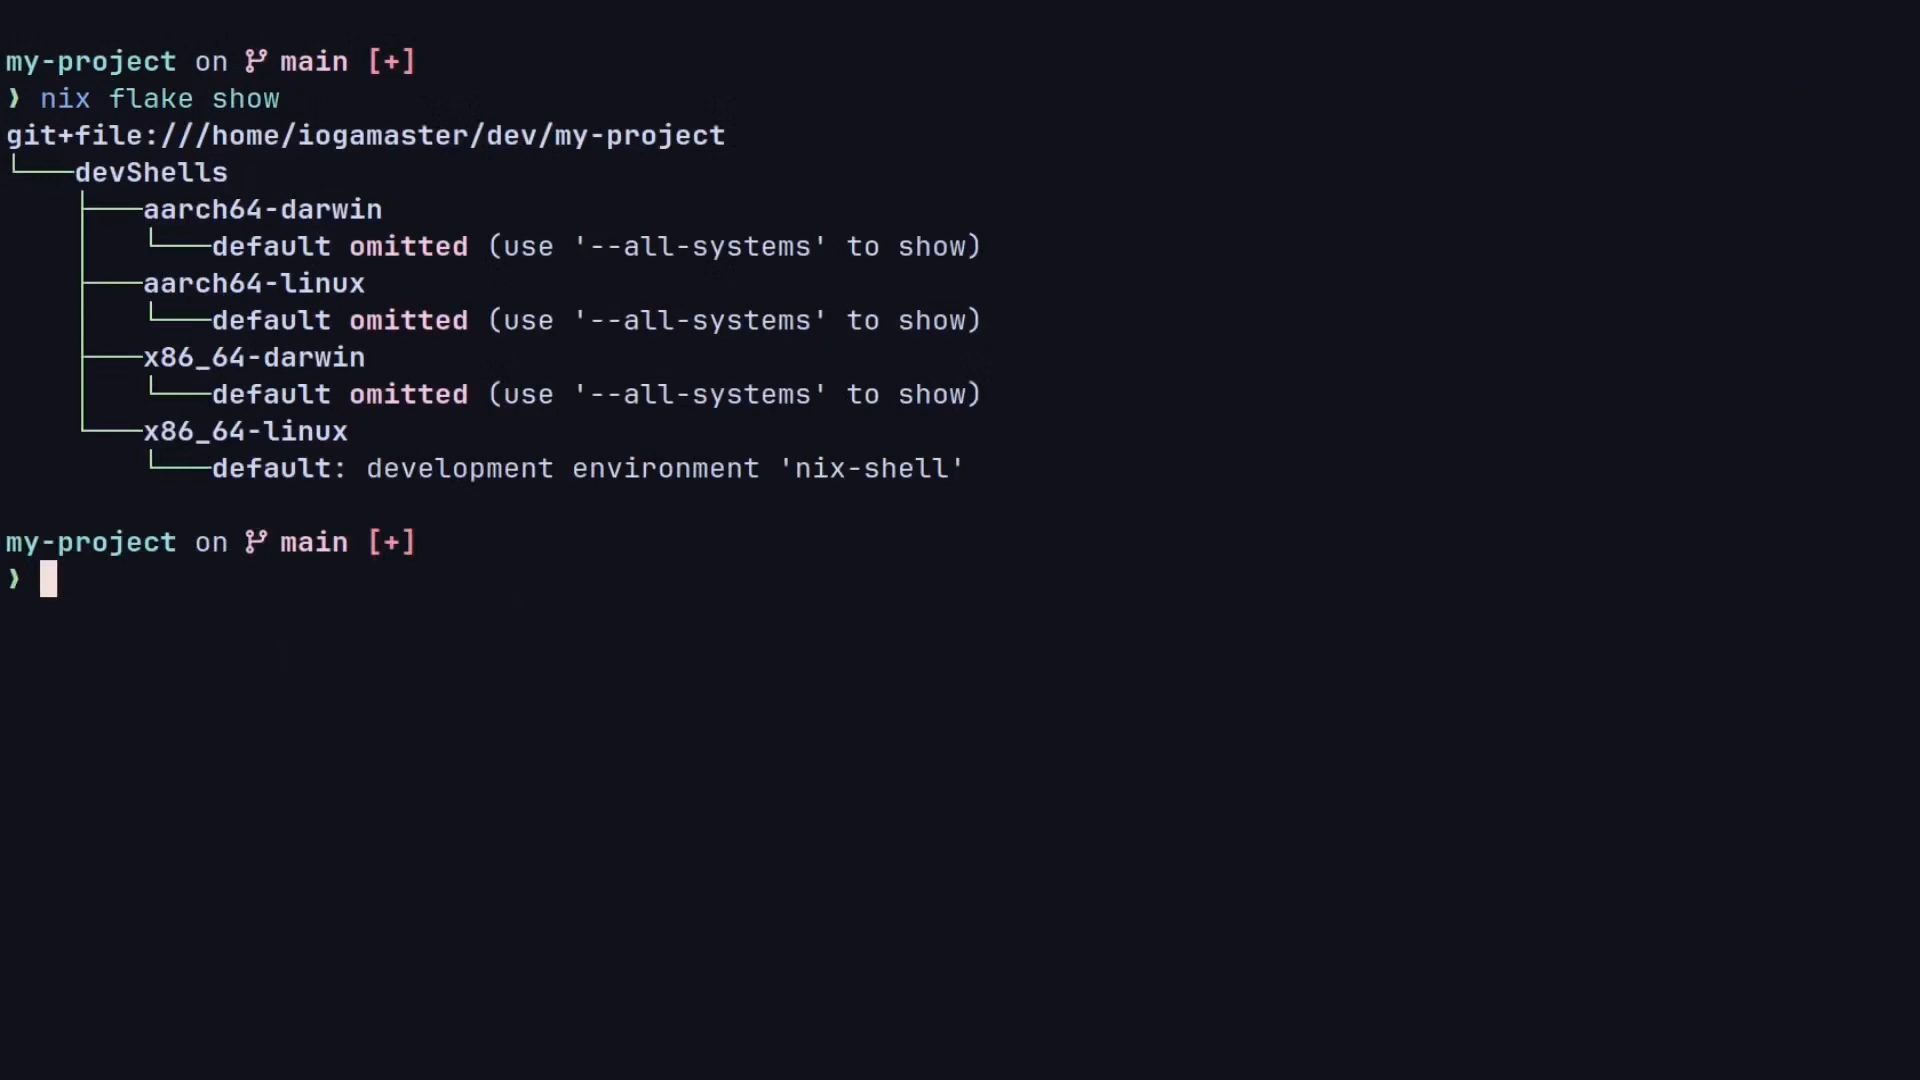 my-project on main [+]
❯ nix flake show
git+file:///home/iogamaster/dev/my-project
└───devShells
    ├───aarch64-darwin
    │   └───default omitted (use '--all-systems' to show)
    ├───aarch64-linux
    │   └───default omitted (use '--all-systems' to show)
    ├───x86_64-darwin
    │   └───default omitted (use '--all-systems' to show)
    └───x86_64-linux
        └───default: development environment 'nix-shell'
my-project on main [+]
❯